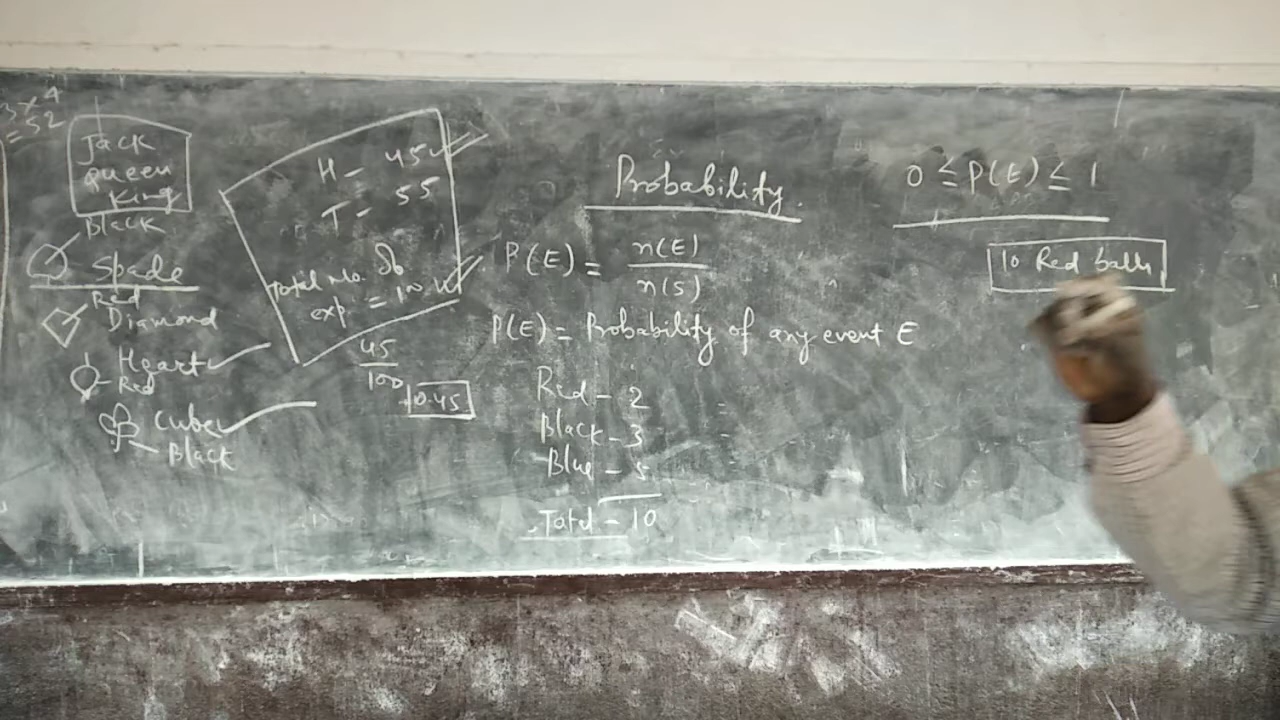 3x4
=52
Jack
queen
King
Black
Spade
Red
Diamond
Heart
Red
Cube
Black
H - 45
T - 55
Total No. of
exp. = 100
45
100
0.45
Probability.
P(E) = n(E)
n(S)
P(E) = Probability of any event E
Red - 2
Black - 3
Blue - 5
Total - 10
0 ≤ P(E) ≤ 1
10 Red balls